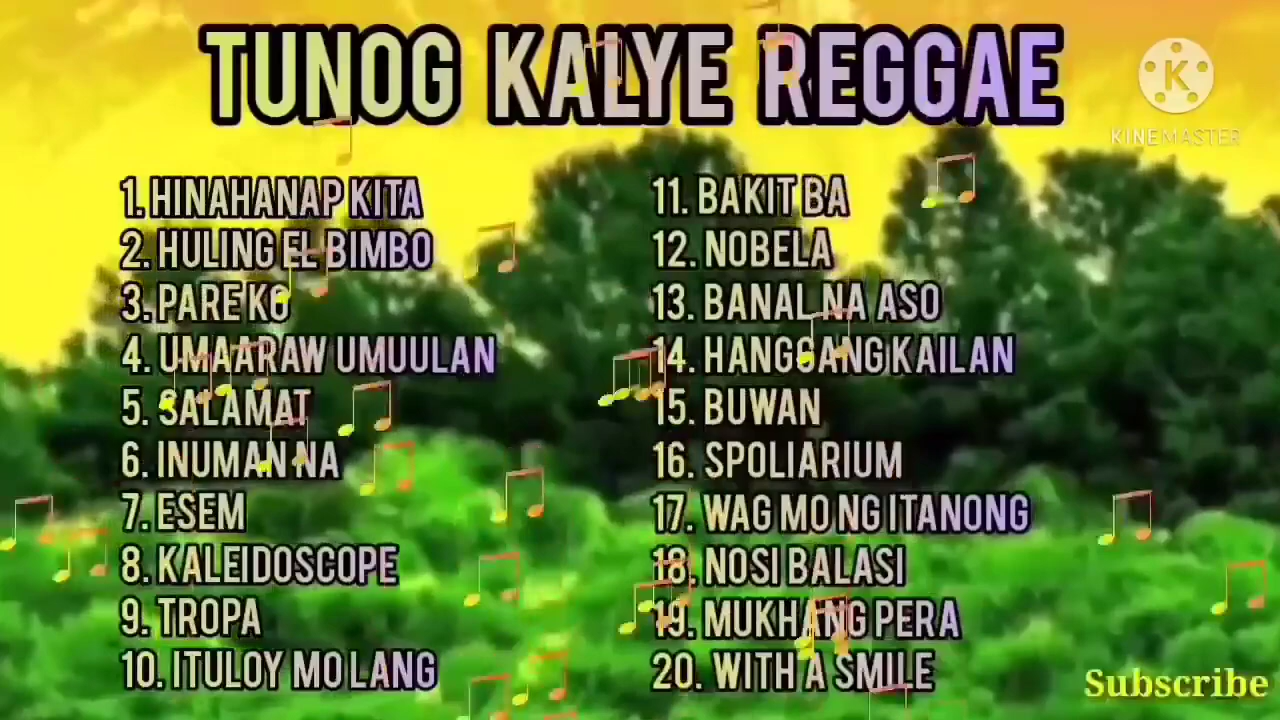 TUNOG KALYE REGGAE
K
KINEMASTER
1. HINAHANAP KITA
2. HULING EL BIMBO
3. PARE KO
4. UMAARAW UMUULAN
5. SALAMAT
6. INUMAN NA
7. ESEM
8. KALEIDOSCOPE
9. TROPA
10. ITULOY MO LANG
11. BAKIT BA
12. NOBELA
13. BANAL NA ASO
14. HANGGANG KAILAN
15. BUWAN
16. SPOLIARIUM
17. WAG MO NG ITANONG
18. NOSI BALASI
19. MUKHANG PERA
20. WITH A SMILE
Subscribe